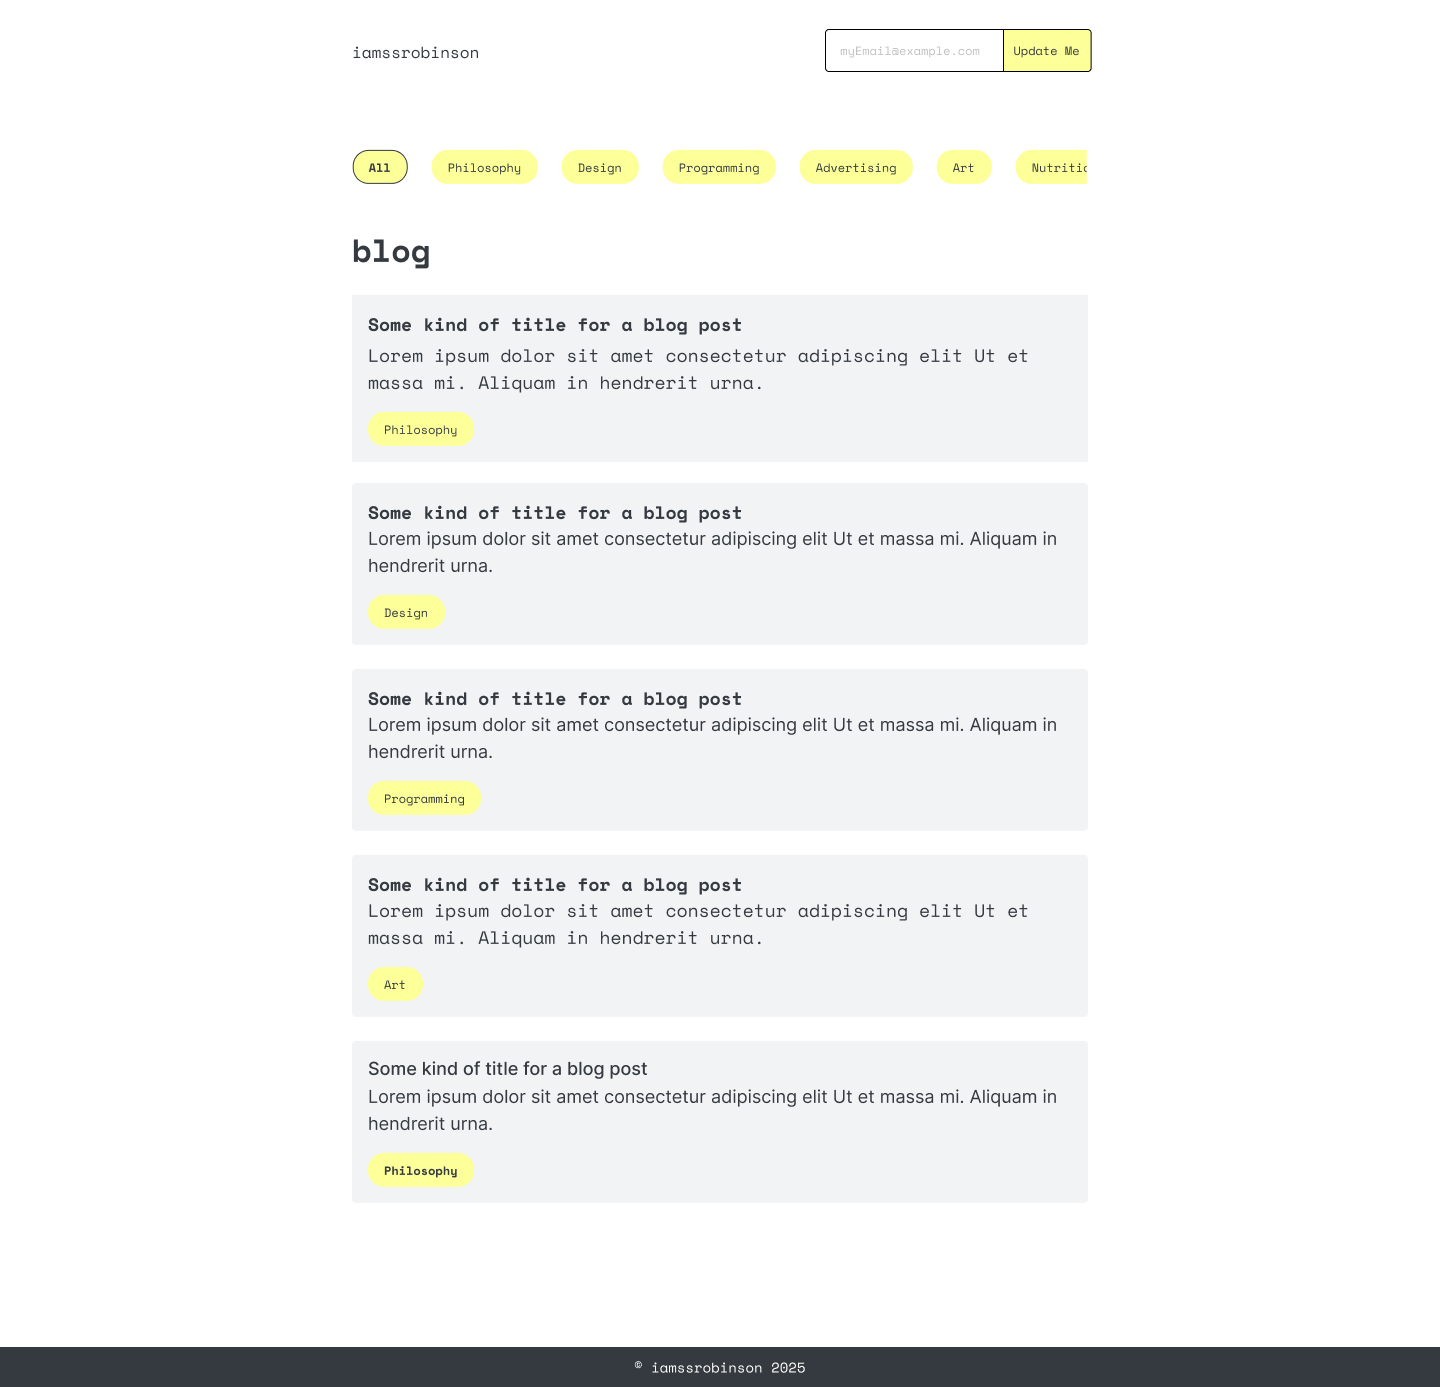 iamssrobinson
myEmail@example.com Update Me
All Philosophy Design Programming Advertising Art Nutritic
blog
Some kind of title for a blog post
Lorem ipsum dolor sit amet consectetur adipiscing elit Ut et
massa mi. Aliquam in hendrerit urna.
Philosophy
Some kind of title for a blog post
Lorem ipsum dolor sit amet consectetur adipiscing elit Ut et massa mi. Aliquam in
hendrerit urna.
Design
Some kind of title for a blog post
Lorem ipsum dolor sit amet consectetur adipiscing elit Ut et massa mi. Aliquam in
hendrerit urna.
Programming
Some kind of title for a blog post
Lorem ipsum dolor sit amet consectetur adipiscing elit Ut et
massa mi. Aliquam in hendrerit urna.
Art
Some kind of title for a blog post
Lorem ipsum dolor sit amet consectetur adipiscing elit Ut et massa mi. Aliquam in
hendrerit urna.
Philosophy
© iamssrobinson 2025